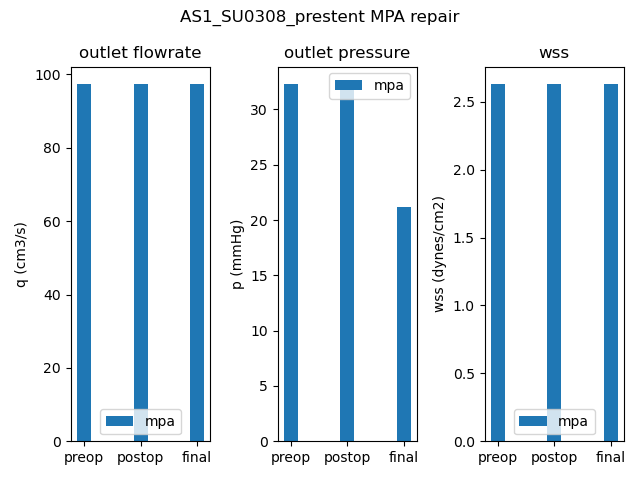 AS1_SU0308_prestent MPA repair
outlet flowrate
q (cm3/s)
100
80
60
40
20
0
preop
postop
final
mpa
outlet pressure
p (mmHg)
30
25
20
15
10
5
0
preop
postop
final
mpa
wss
wss (dynes/cm2)
2.5
2.0
1.5
1.0
0.5
0.0
preop
postop
final
mpa